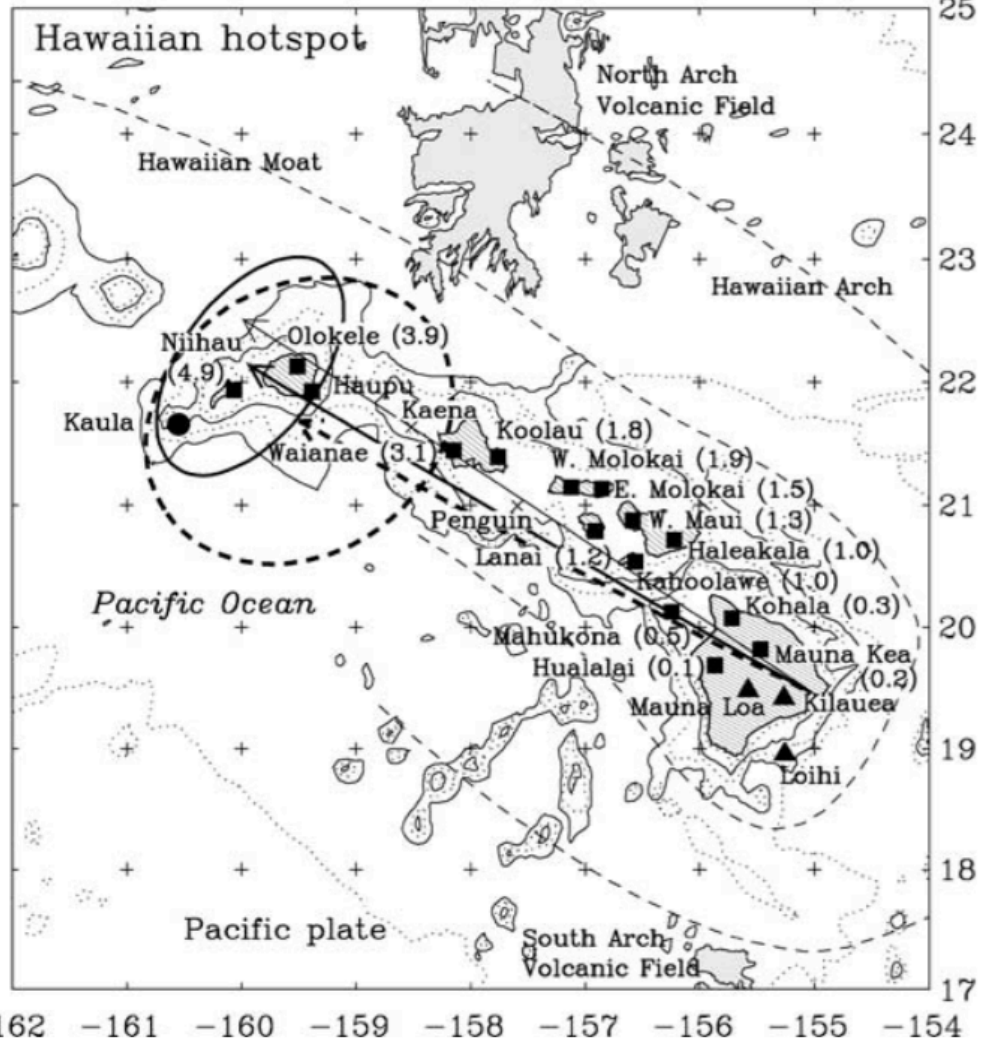 25
Hawaiian hotspot
North Arch
Volcanic Field
24
Hawaiian Moat
23
Hawaiian Arch
Niihau
(4.9)
Olokele (3.9)
22
Haupu
Kaula
Kaena
Koolau (1.8)
Waianae (3.1)
W. Molokai (1.9)
E. Molokai (1.5)
21
Penguin
W. Maui (1.3)
Lanai (1.2)
Haleakala (1.0)
Kahoolawe (1.0)
Pacific Ocean
Kohala (0.3)
20
Mahukona (0.5)
Mauna Kea
(0.2)
Hualalai (0.1)
Mauna Loa
Kilauea
19
Loihi
18
Pacific plate
South Arch
Volcanic Field
17
162 -161 -160 -159 -158 -157 -156 -155 -154